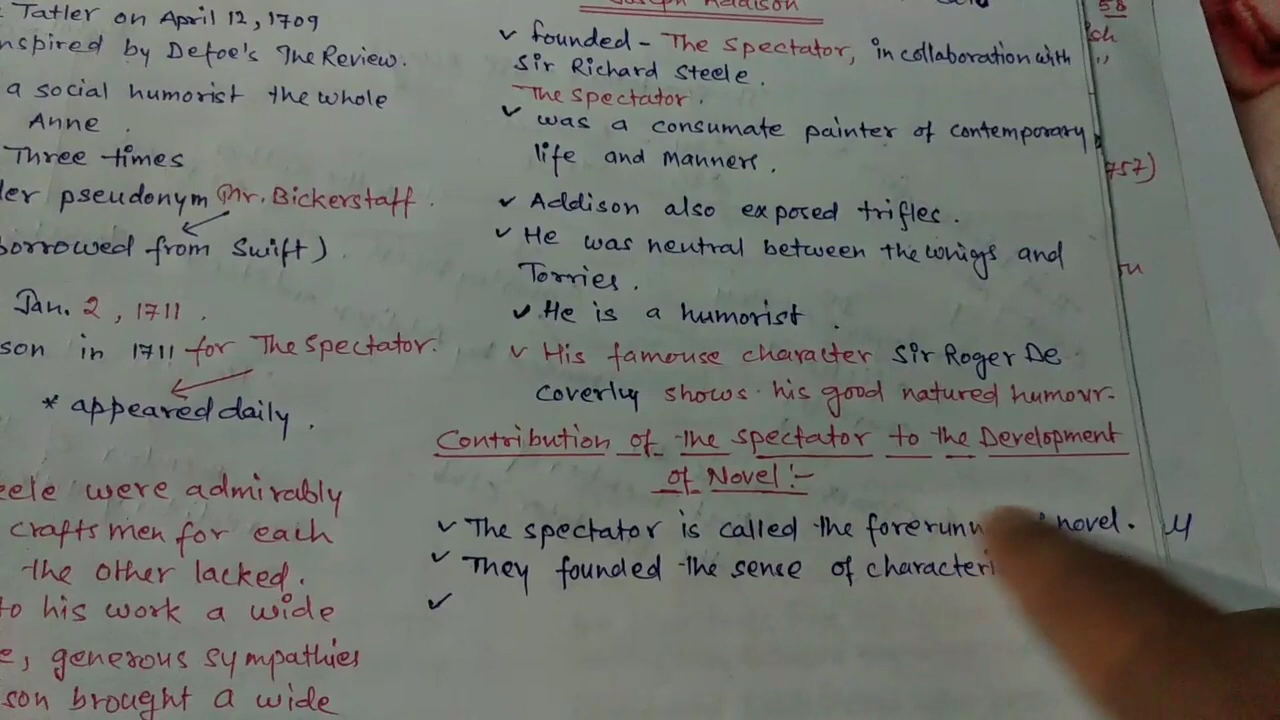 Tatler on April 12, 1709
nspired by Defoe's The Review.
a social humorist the whole
Anne.
Three times
der pseudonym Mr. Bickerstaff.
borrowed from Swift)
Jan. 2, 1711.
son in 1711 for The Spectator.
* appeared daily.
eele were admirably
craftsmen for each
the other lacked.
to his work a wide
e, generous sympathies
son brought a wide
Joseph Addison
✓ founded - The Spectator, in collaboration with
Sir Richard Steele.
The Spectator.
✓ was a consumate painter of contemporary
life and manners.
✓ Addison also exposed trifles.
✓ He was neutral between the whigs and
Torries.
✓ He is a humorist.
✓ His famouse character Sir Roger De
coverly shows his good natured humour.
Contribution of the spectator to the Development
of Novel :-
✓ The spectator is called the forerunn novel.
✓ They founded the sense of characteri
✓
58
757)